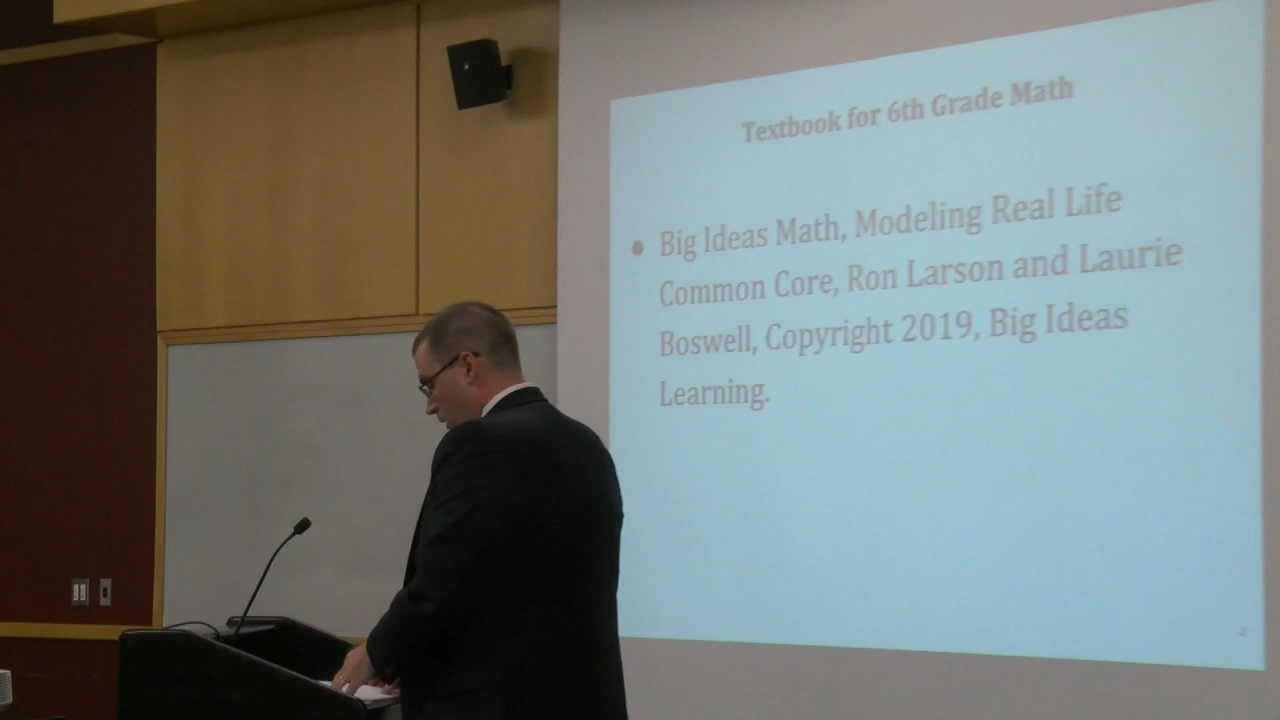 Textbook for 6th Grade Math
• Big Ideas Math, Modeling Real Life
Common Core, Ron Larson and Laurie
Boswell, Copyright 2019, Big Ideas
Learning.
2